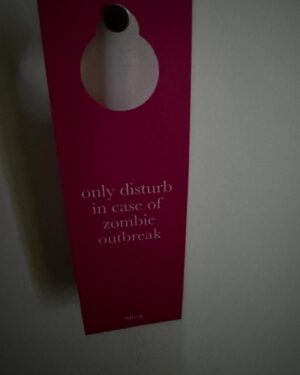 only disturb
in case of
zombie
outbreak